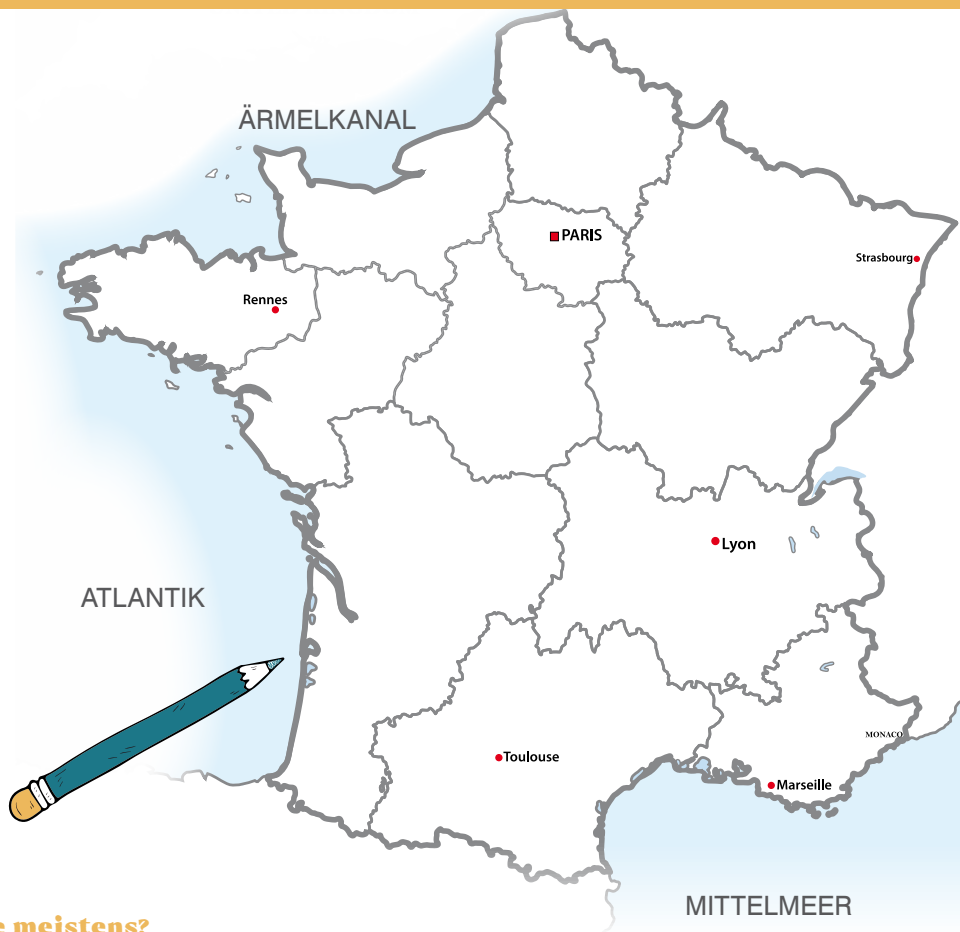 ÄRMELKANAL
PARIS
Strasbourg
Rennes
Lyon
ATLANTIK
MONACO
Toulouse
Marseille
MITTELMEER
meistens?